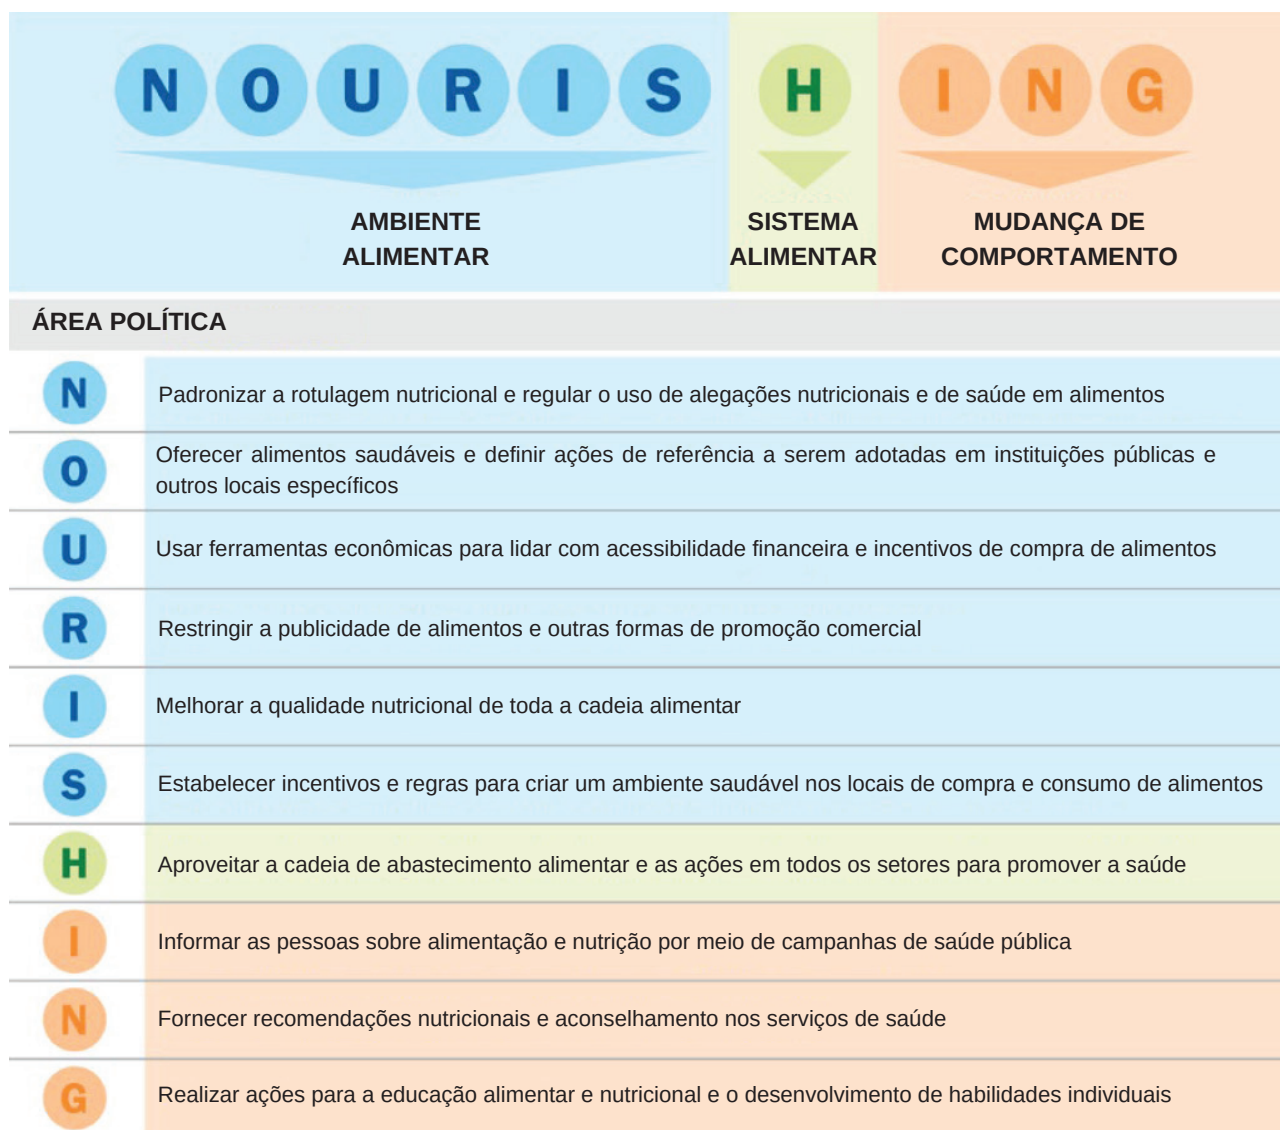 N O U R I S H I N G
AMBIENTE
ALIMENTAR
SISTEMA
ALIMENTAR
MUDANÇA DE
COMPORTAMENTO
ÁREA POLÍTICA
N Padronizar a rotulagem nutricional e regular o uso de alegações nutricionais e de saúde em alimentos
O Oferecer alimentos saudáveis e definir ações de referência a serem adotadas em instituições públicas e
outros locais específicos
U Usar ferramentas econômicas para lidar com acessibilidade financeira e incentivos de compra de alimentos
R Restringir a publicidade de alimentos e outras formas de promoção comercial
I Melhorar a qualidade nutricional de toda a cadeia alimentar
S Estabelecer incentivos e regras para criar um ambiente saudável nos locais de compra e consumo de alimentos
H Aproveitar a cadeia de abastecimento alimentar e as ações em todos os setores para promover a saúde
I Informar as pessoas sobre alimentação e nutrição por meio de campanhas de saúde pública
N Fornecer recomendações nutricionais e aconselhamento nos serviços de saúde
G Realizar ações para a educação alimentar e nutricional e o desenvolvimento de habilidades individuais